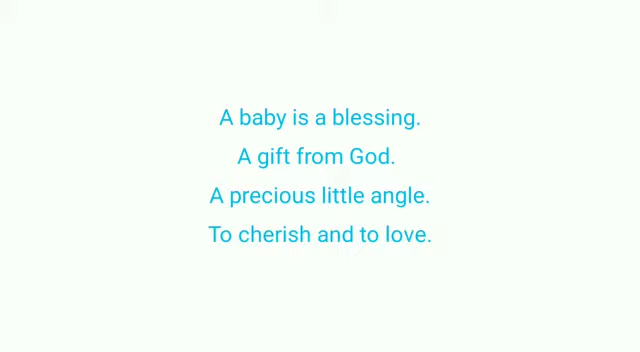 A baby is a blessing.
A gift from God.
A precious little angle.
To cherish and to love.